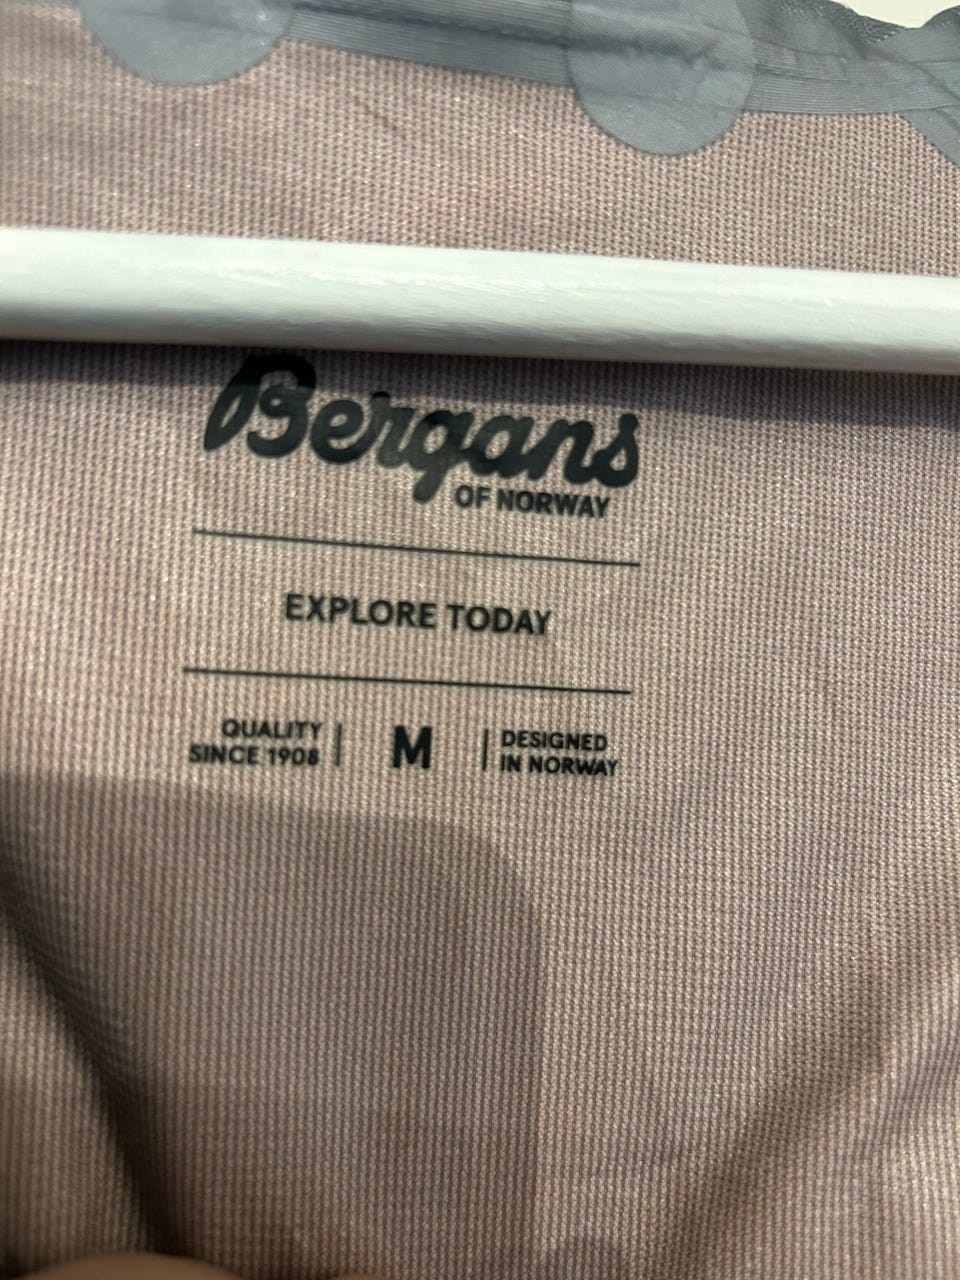 Bergans
OF NORWAY
EXPLORE TODAY
QUALITY
SINCE 1908
M
DESIGNED
IN NORWAY